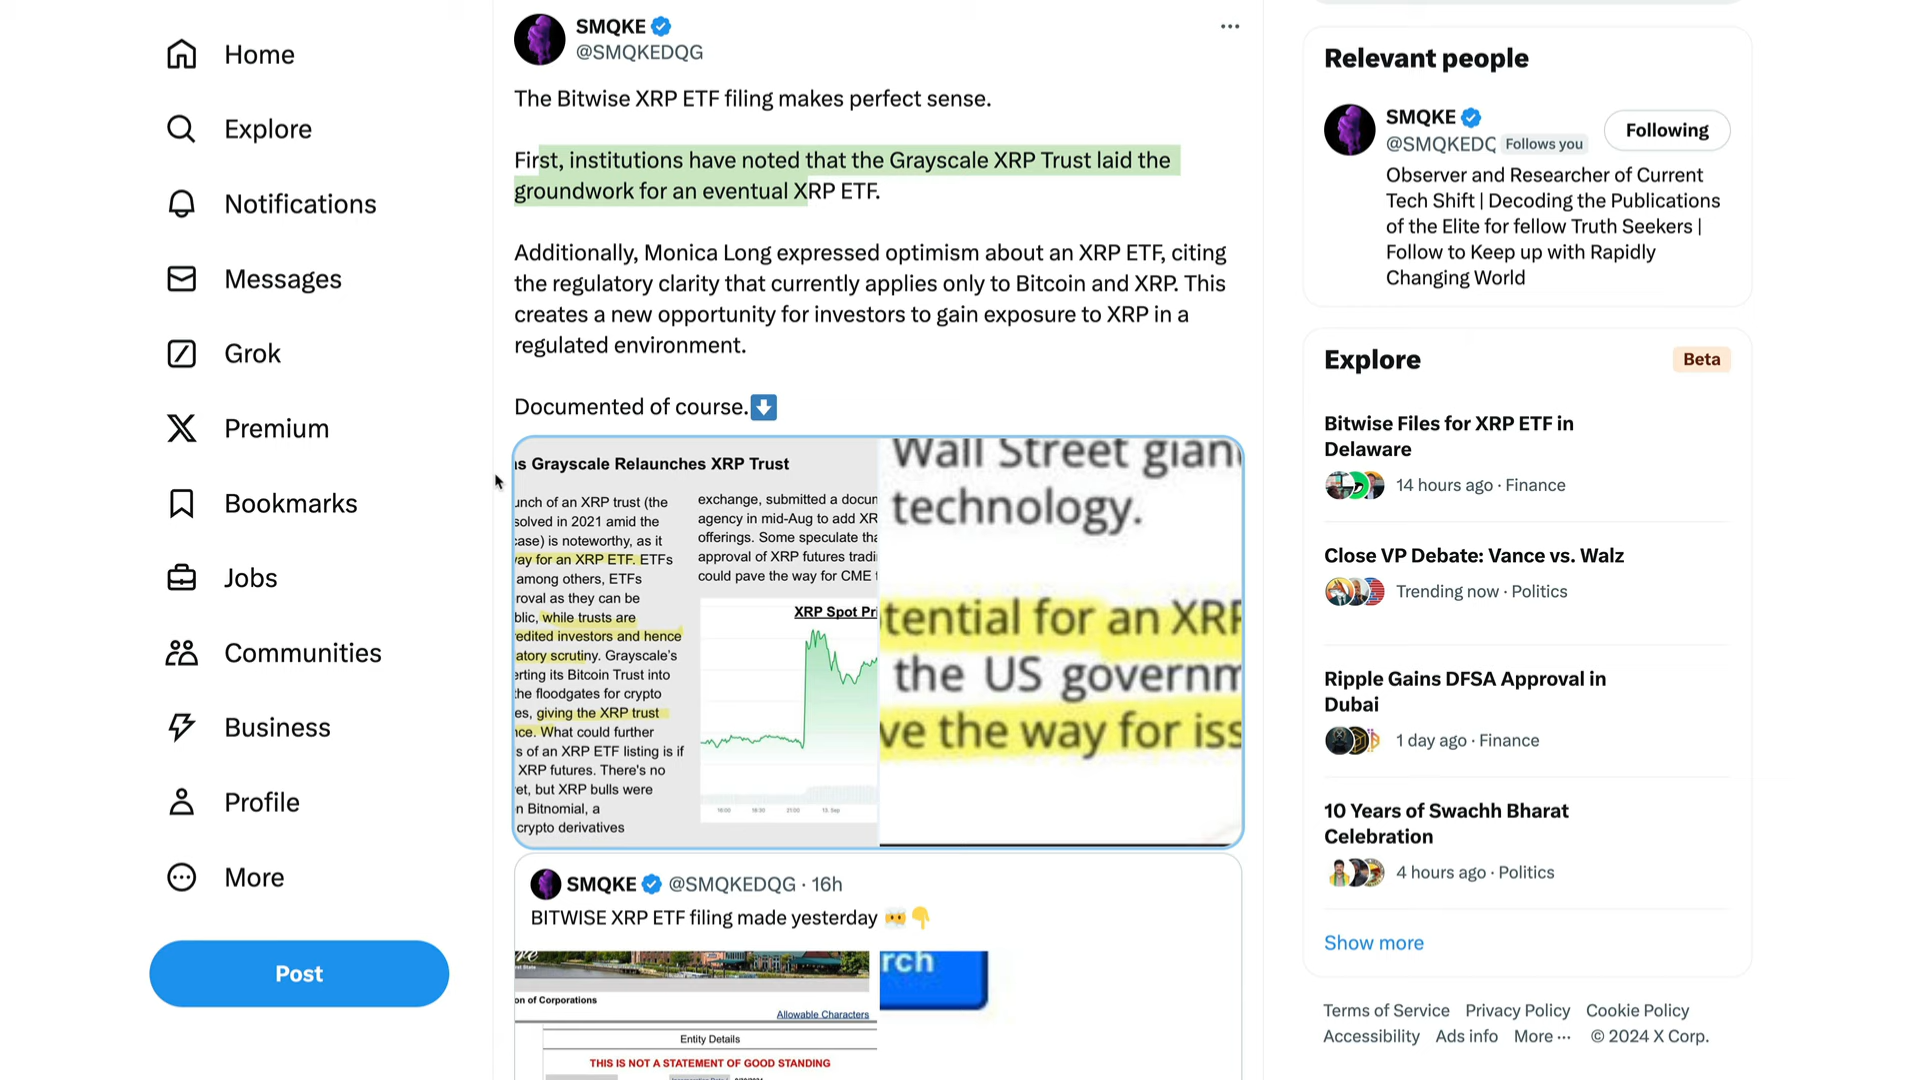 Home
Explore
Notifications
Messages
Grok
Premium
Bookmarks
Jobs
Communities
Business
Profile
More
Post
SMQKE
@SMQKEDQG
The Bitwise XRP ETF filing makes perfect sense.
First, institutions have noted that the Grayscale XRP Trust laid the
groundwork for an eventual XRP ETF.
Additionally, Monica Long expressed optimism about an XRP ETF, citing
the regulatory clarity that currently applies only to Bitcoin and XRP. This
creates a new opportunity for investors to gain exposure to XRP in a
regulated environment.
Documented of course.
s Grayscale Relaunches XRP Trust
unch of an XRP trust (the
solved in 2021 amid the
case) is noteworthy, as it
way for an XRP ETF. ETFs
among others, ETFs
roval as they can be
blic, while trusts are
edited investors and hence
atory scrutiny. Grayscale's
erting its Bitcoin Trust into
the floodgates for crypto
es, giving the XRP trust
nce. What could further
s of an XRP ETF listing is if
XRP futures. There's no
et, but XRP bulls were
n Bitnomial, a
crypto derivatives
exchange, submitted a docum
agency in mid-Aug to add XR
offerings. Some speculate tha
approval of XRP futures tradi
could pave the way for CME
XRP Spot Pri
16:00 18:30 21:00 13. Sep
Wall Street gian
technology.
tential for an XRP
the US governm
ve the way for iss
SMQKE @SMQKEDQG · 16h
BITWISE XRP ETF filing made yesterday
on of Corporations
Allowable Characters
Entity Details
THIS IS NOT A STATEMENT OF GOOD STANDING
rch
Relevant people
SMQKE
@SMQKEDQ Follows you
Following
Observer and Researcher of Current
Tech Shift | Decoding the Publications
of the Elite for fellow Truth Seekers |
Follow to Keep up with Rapidly
Changing World
Explore
Beta
Bitwise Files for XRP ETF in
Delaware
14 hours ago · Finance
Close VP Debate: Vance vs. Walz
Trending now · Politics
Ripple Gains DFSA Approval in
Dubai
1 day ago · Finance
10 Years of Swachh Bharat
Celebration
4 hours ago · Politics
Show more
Terms of Service Privacy Policy Cookie Policy
Accessibility Ads info More ··· © 2024 X Corp.